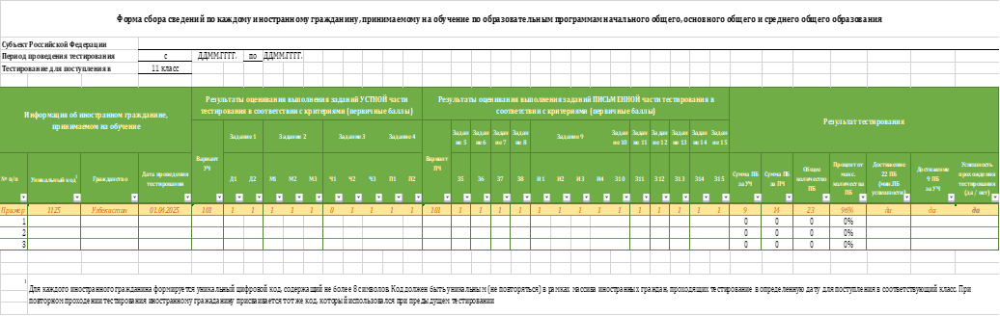 Форма сбора сведений по каждому иностранному гражданину, принимаемому на обучение по образовательным программам начального общего, основного общего и среднего общего образования
Субъект Российской Федерации
Период проведения тестирования с ДД.ММ.ГГГГ. по ДД.ММ.ГГГГ.
Тестирование для поступления в 11 класс
Информация об иностранном гражданине, принимаемом на обучение
Результаты оценивания выполнения заданий УСТНОЙ части тестирования в соответствии с критериями (первичные баллы)
Результаты оценивания выполнения заданий ПИСЬМЕННОЙ части тестирования в соответствии с критериями (первичные баллы)
Результат тестирования
Задание 1 Задание 2 Задание 3 Задание 4
Задание 5 Задание 6 Задание 7 Задание 8 Задание 9 Задание 10 Задание 11 Задание 12 Задание 13 Задание 14 Задание 15
№ п/п Уникальный код1 Гражданство Дата проведения тестирования Вариант УЧ Д1 Д2 М1 М2 М3 Ч1 Ч2 Ч3 П1 П2 Вариант ПЧ З5 З6 З7 З8 И1 И2 И3 И4 З10 З11 З12 З13 З14 З15 Сумма ПБ за УЧ Сумма ПБ за ПЧ Общее количество ПБ Процент от макс. количества ПБ Достижение 22 ПБ (мин.ПБ успешности) Достижение 9 ПБ за УЧ Успешность прохождения тестирования (да / нет)
Пример 1125 Узбекистан 01.04.2025 101 1 1 1 1 1 0 1 1 1 1 101 1 1 1 1 1 1 1 1 1 1 1 1 1 1 9 14 23 96% да да да
1 0 0 0 0%
2 0 0 0 0%
3 0 0 0 0%
1 Для каждого иностранного гражданина формируется уникальный цифровой код, содержащий не более 8 символов. Код должен быть уникальным (не повторяться) в рамках массива иностранных граждан, проходящих тестирование в определенную дату для поступления в соответствующий класс. При
повторном прохождении тестирования иностранному гражданину присваивается тот же код, который использовался при предыдущем тестировании